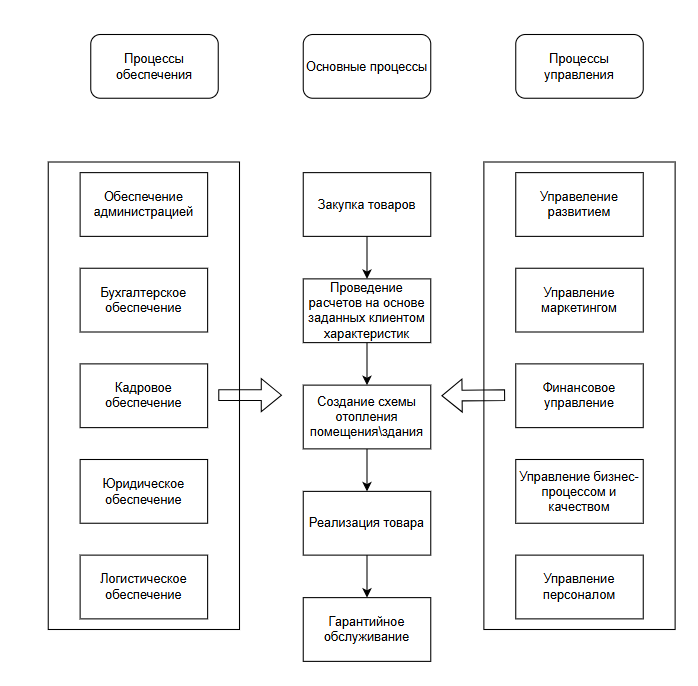 Процессы
обеспечения
Основные процессы
Процессы
управления
Обеспечение
администрацией
Бухгалтерское
обеспечение
Кадровое
обеспечение
Юридическое
обеспечение
Логистическое
обеспечение
Закупка товаров
Проведение
расчетов на основе
заданных клиентом
характеристик
Создание схемы
отопления
помещения\здания
Реализация товара
Гарантийное
обслуживание
Управеление
развитием
Управление
маркетингом
Финансовое
управление
Управление бизнес-
процессом и
качеством
Управление
персоналом